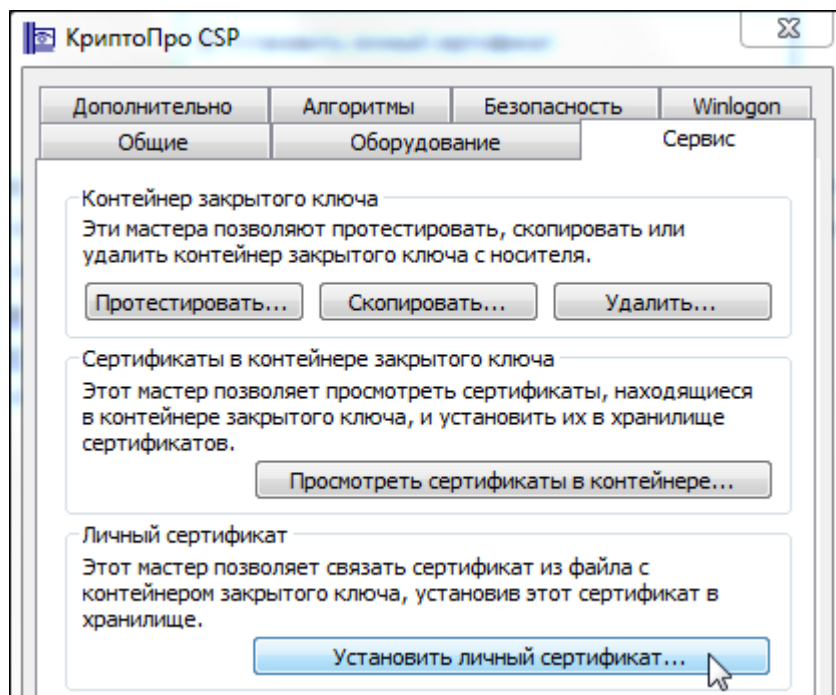 КриптоПро CSP
Дополнительно Алгоритмы Безопасность Winlogon
Общие Оборудование Сервис
Контейнер закрытого ключа
Эти мастера позволяют протестировать, скопировать или
удалить контейнер закрытого ключа с носителя.
Протестировать... Скопировать... Удалить...
Сертификаты в контейнере закрытого ключа
Этот мастер позволяет просмотреть сертификаты, находящиеся
в контейнере закрытого ключа, и установить их в хранилище
сертификатов.
Просмотреть сертификаты в контейнере...
Личный сертификат
Этот мастер позволяет связать сертификат из файла с
контейнером закрытого ключа, установив этот сертификат в
хранилище.
Установить личный сертификат...